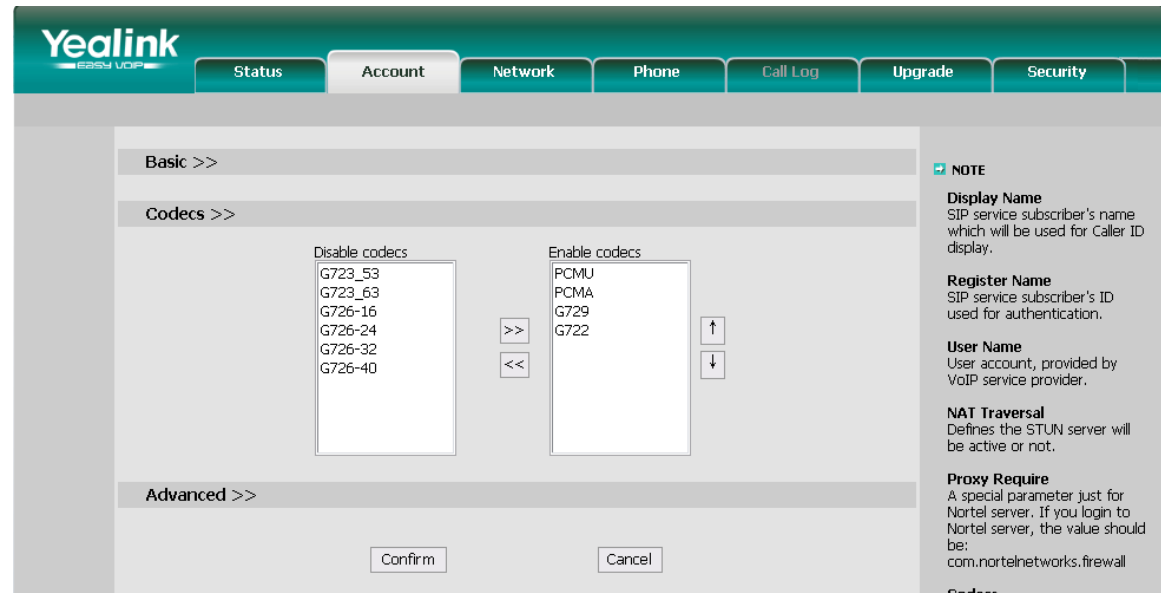 Yealink
EASY VOIP
Status Account Network Phone Call Log Upgrade Security
Basic >>
Codecs >>
Disable codecs
G723_53
G723_63
G726-16
G726-24
G726-32
G726-40
>>
<<
Enable codecs
PCMU
PCMA
G729
G722
↑
↓
Advanced >>
Confirm Cancel
NOTE
Display Name
SIP service subscriber's name
which will be used for Caller ID
display.
Register Name
SIP service subscriber's ID
used for authentication.
User Name
User account, provided by
VoIP service provider.
NAT Traversal
Defines the STUN server will
be active or not.
Proxy Require
A special parameter just for
Nortel server. If you login to
Nortel server, the value should
be:
com.nortelnetworks.firewall